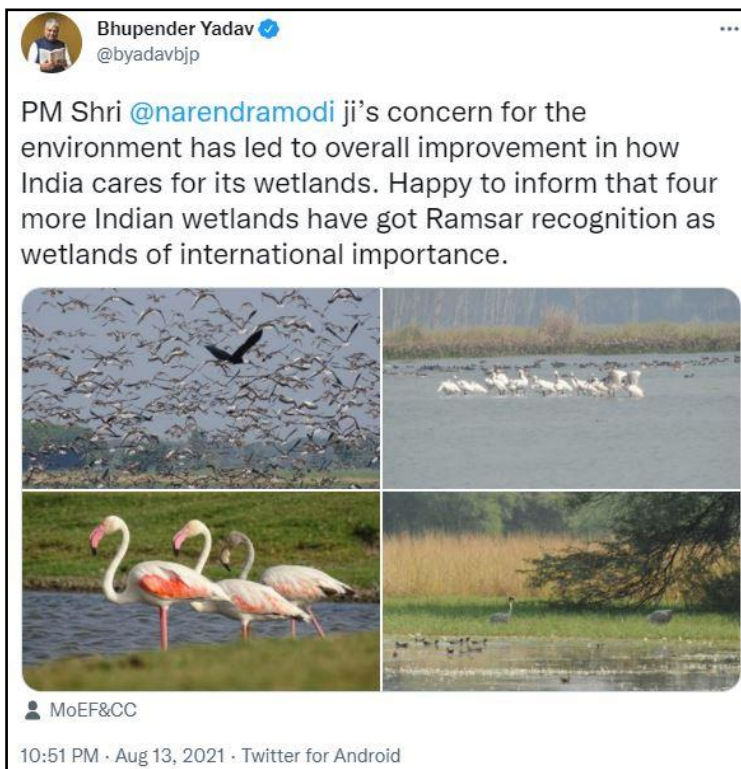 Bhupender Yadav
@byadavbjp
PM Shri @narendramodi ji’s concern for the
environment has led to overall improvement in how
India cares for its wetlands. Happy to inform that four
more Indian wetlands have got Ramsar recognition as
wetlands of international importance.
MoEF&CC
10:51 PM · Aug 13, 2021 · Twitter for Android